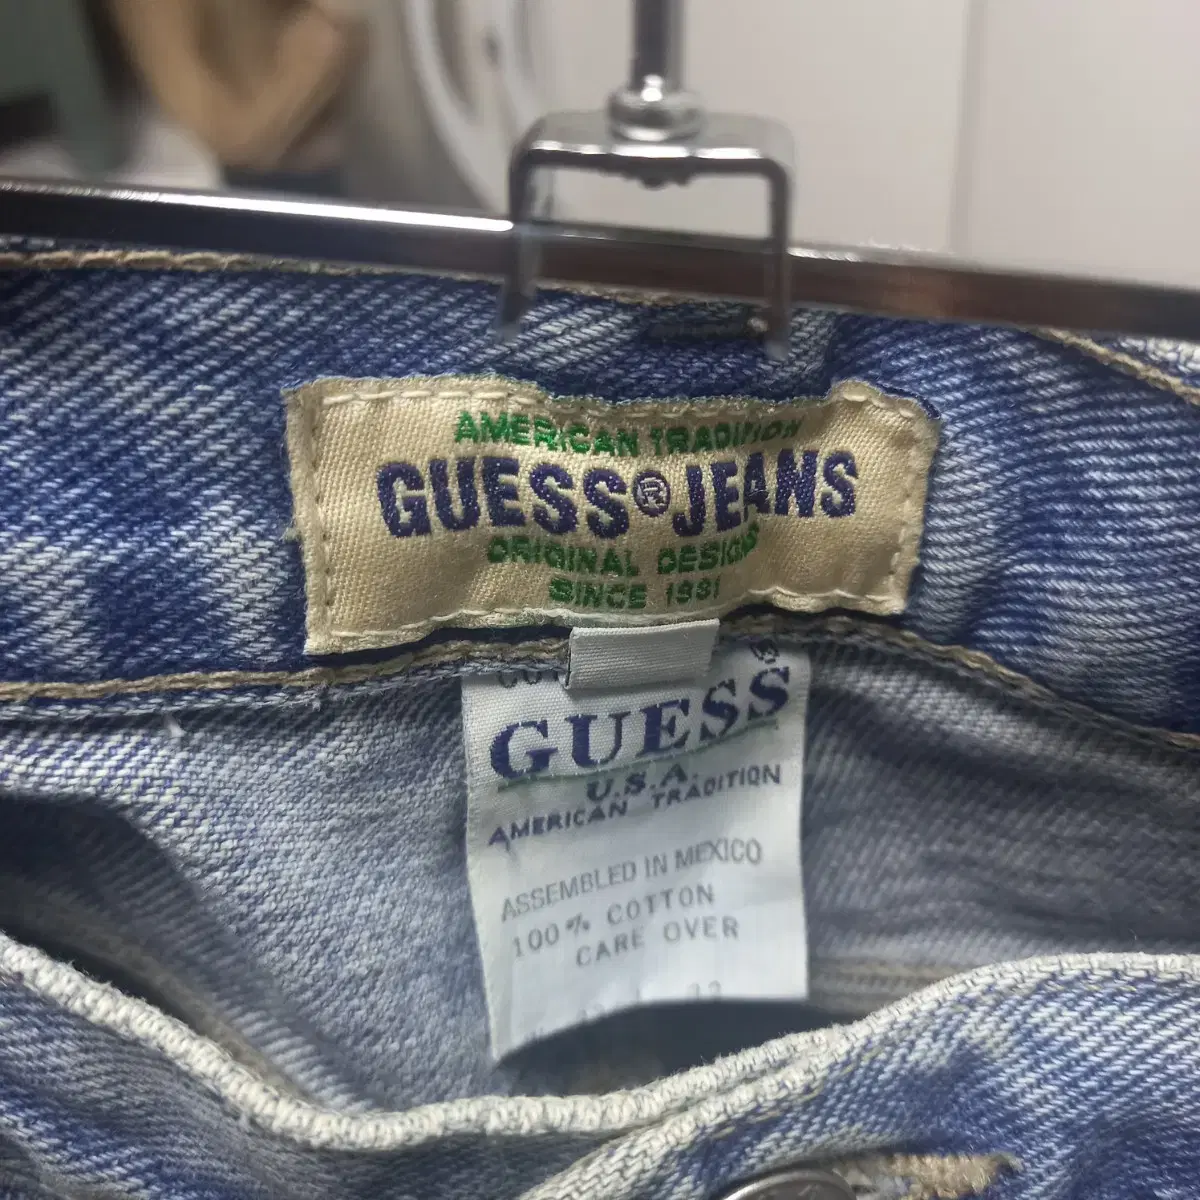 AMERICAN TRADITION
GUESS® JEANS
ORIGINAL DESIGNS
SINCE 1981
GUESS
U.S.A.
AMERICAN TRADITION
ASSEMBLED IN MEXICO
100% COTTON
CARE OVER